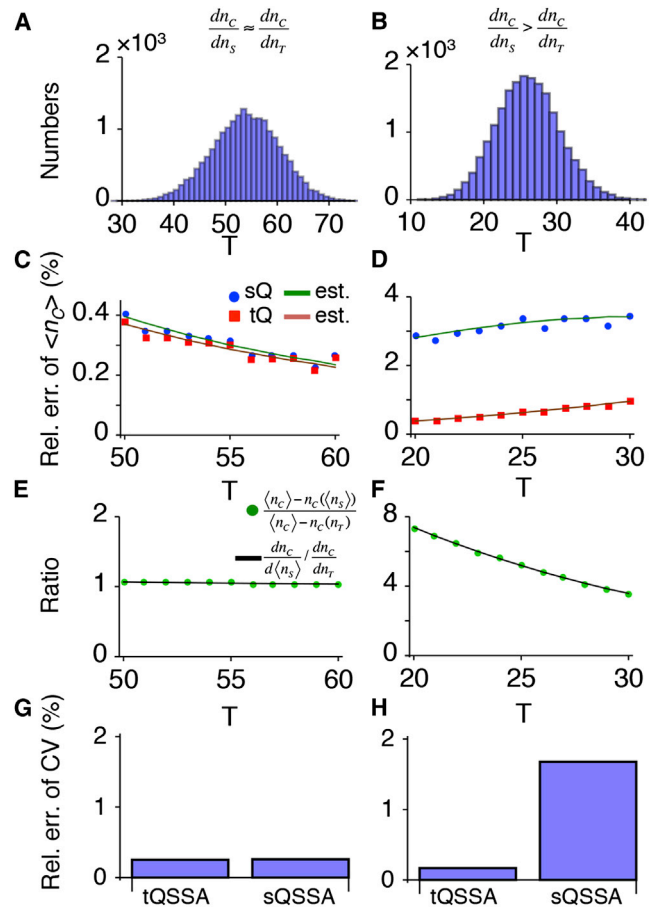 A
dn_C/dn_S ≈ dn_C/dn_T
B
dn_C/dn_S > dn_C/dn_T
2 ×10³
1
0
Numbers
30 40 50 60 70
T
2 ×10³
1
0
10 20 30 40
T
C
sQ est.
tQ est.
Rel. err. of <n_C> (%)
0.4
0.2
0
50 55 60
T
D
4
2
0
20 25 30
T
E
⟨n_C⟩−n_C(⟨n_S⟩) / ⟨n_C⟩−n_C(n_T)
dn_C/d⟨n_S⟩ / dn_C/dn_T
Ratio
2
1
0
50 55 60
T
F
8
4
0
20 25 30
T
G
Rel. err. of CV (%)
2
1
0
tQSSA sQSSA
H
2
1
0
tQSSA sQSSA